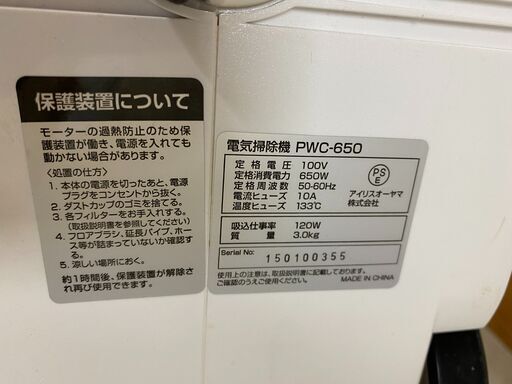 保護装置について
モーターの過熱防止のため保
護装置が働き、電源を入れても
動かない場合があります。
〈処置の仕方〉
1. 本体の電源を切ったあと、電源
プラグをコンセントから抜く。
2. ダストカップのゴミを捨てる。
3. 各フィルターをお手入れする。
(取扱説明書を参照してください)
4. フロアブラシ、延長パイプ、ホー
ス等が詰まっていないか確認す
る。
5. 涼しい場所におく。
約1時間後、保護装置が解除さ
れ再び使用できます。
電気掃除機 PWC-650
定格電圧 100V
定格消費電力 650W
定格周波数 50-60Hz
電流ヒューズ 10A
温度ヒューズ 133℃
PS
E
アイリスオーヤマ
株式会社
吸込仕事率 120W
質量 3.0kg
Serial No: 150100355
使用上の注意は、取扱説明書に記載しております。
ご確認のうえご使用ください。
MADE IN CHINA